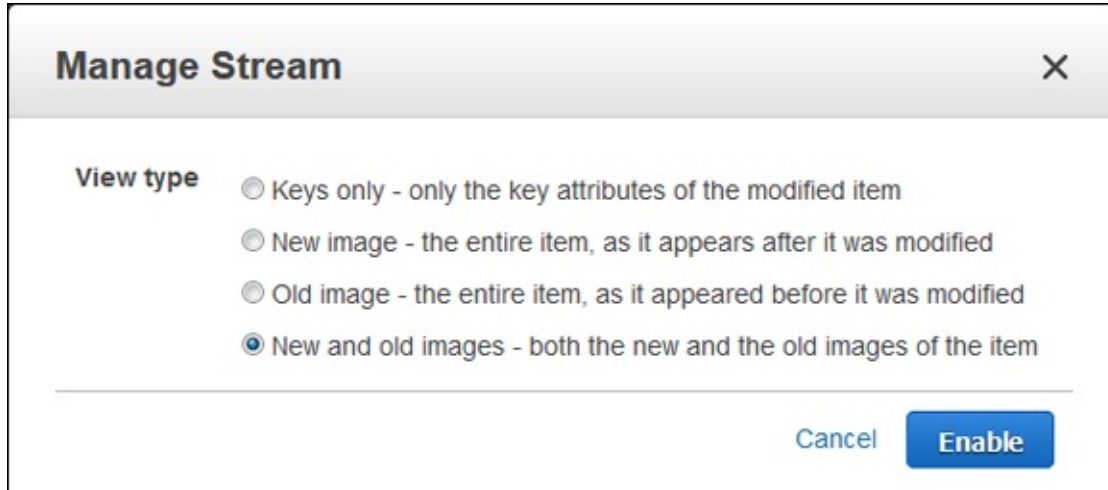 Manage Stream
View type
Keys only - only the key attributes of the modified item
New image - the entire item, as it appears after it was modified
Old image - the entire item, as it appeared before it was modified
New and old images - both the new and the old images of the item
Cancel
Enable